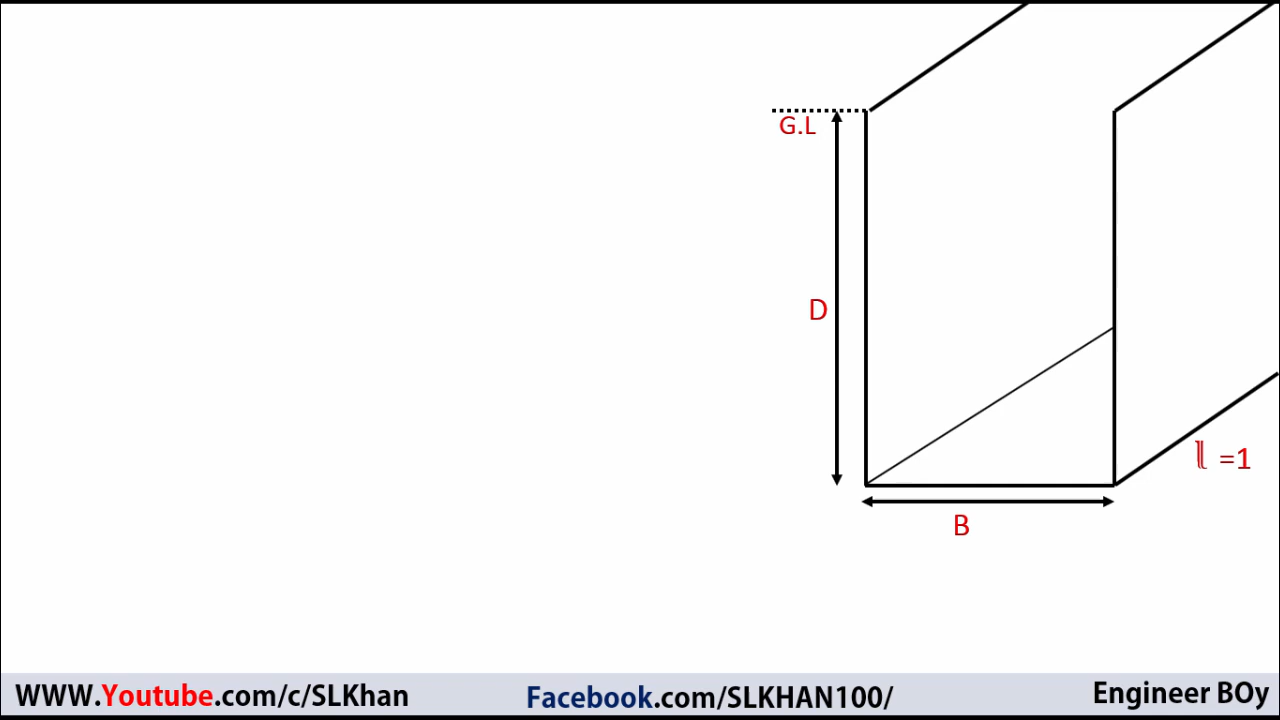 G.L
D
l =1
B
WWW.Youtube.com/c/SLKhan
Facebook.com/SLKHAN100/
Engineer BOy